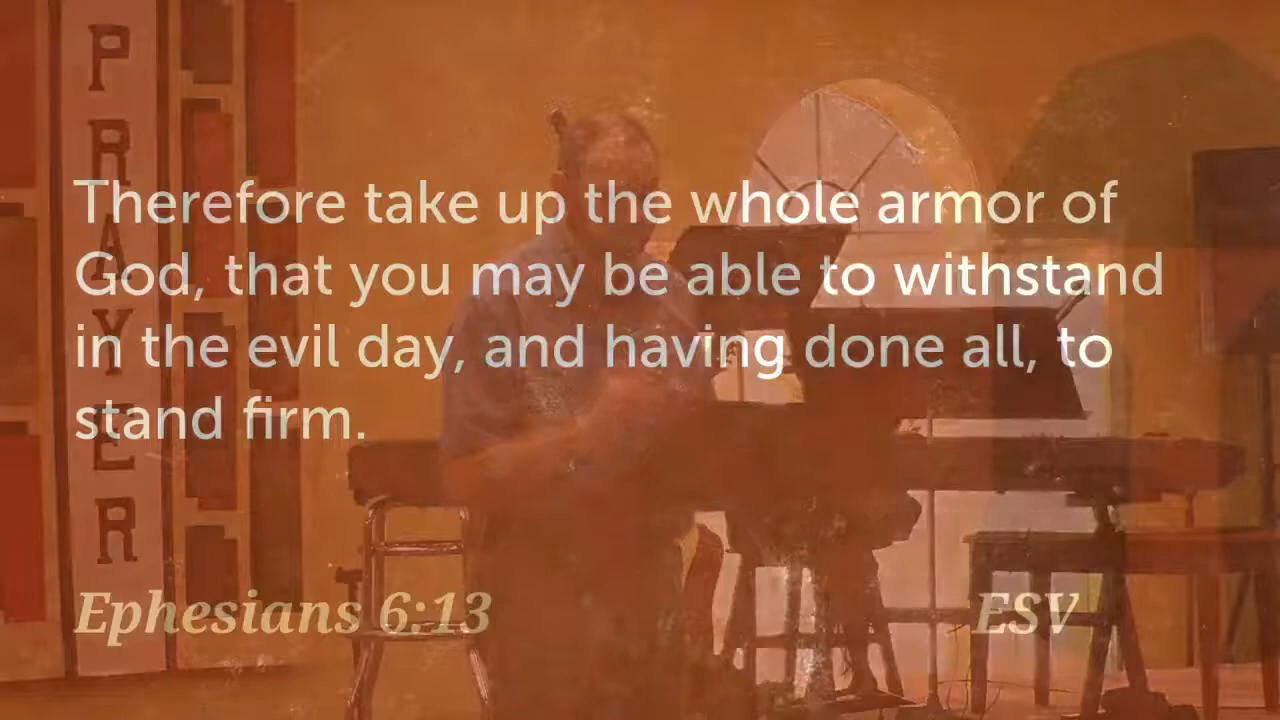 PRAYER
Therefore take up the whole armor of
God, that you may be able to withstand
in the evil day, and having done all, to
stand firm.
Ephesians 6:13 ESV